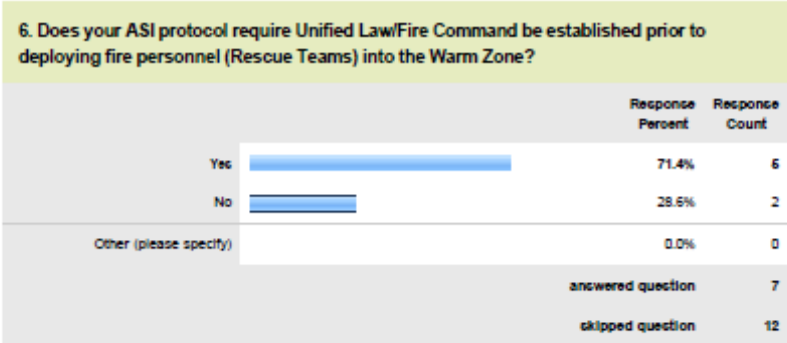 6. Does your ASI protocol require Unified Law/Fire Command be established prior to
deploying fire personnel (Rescue Teams) into the Warm Zone?
Response Percent Response Count
Yes 71.4% 5
No 28.6% 2
Other (please specify) 0.0% 0
answered question 7
skipped question 12